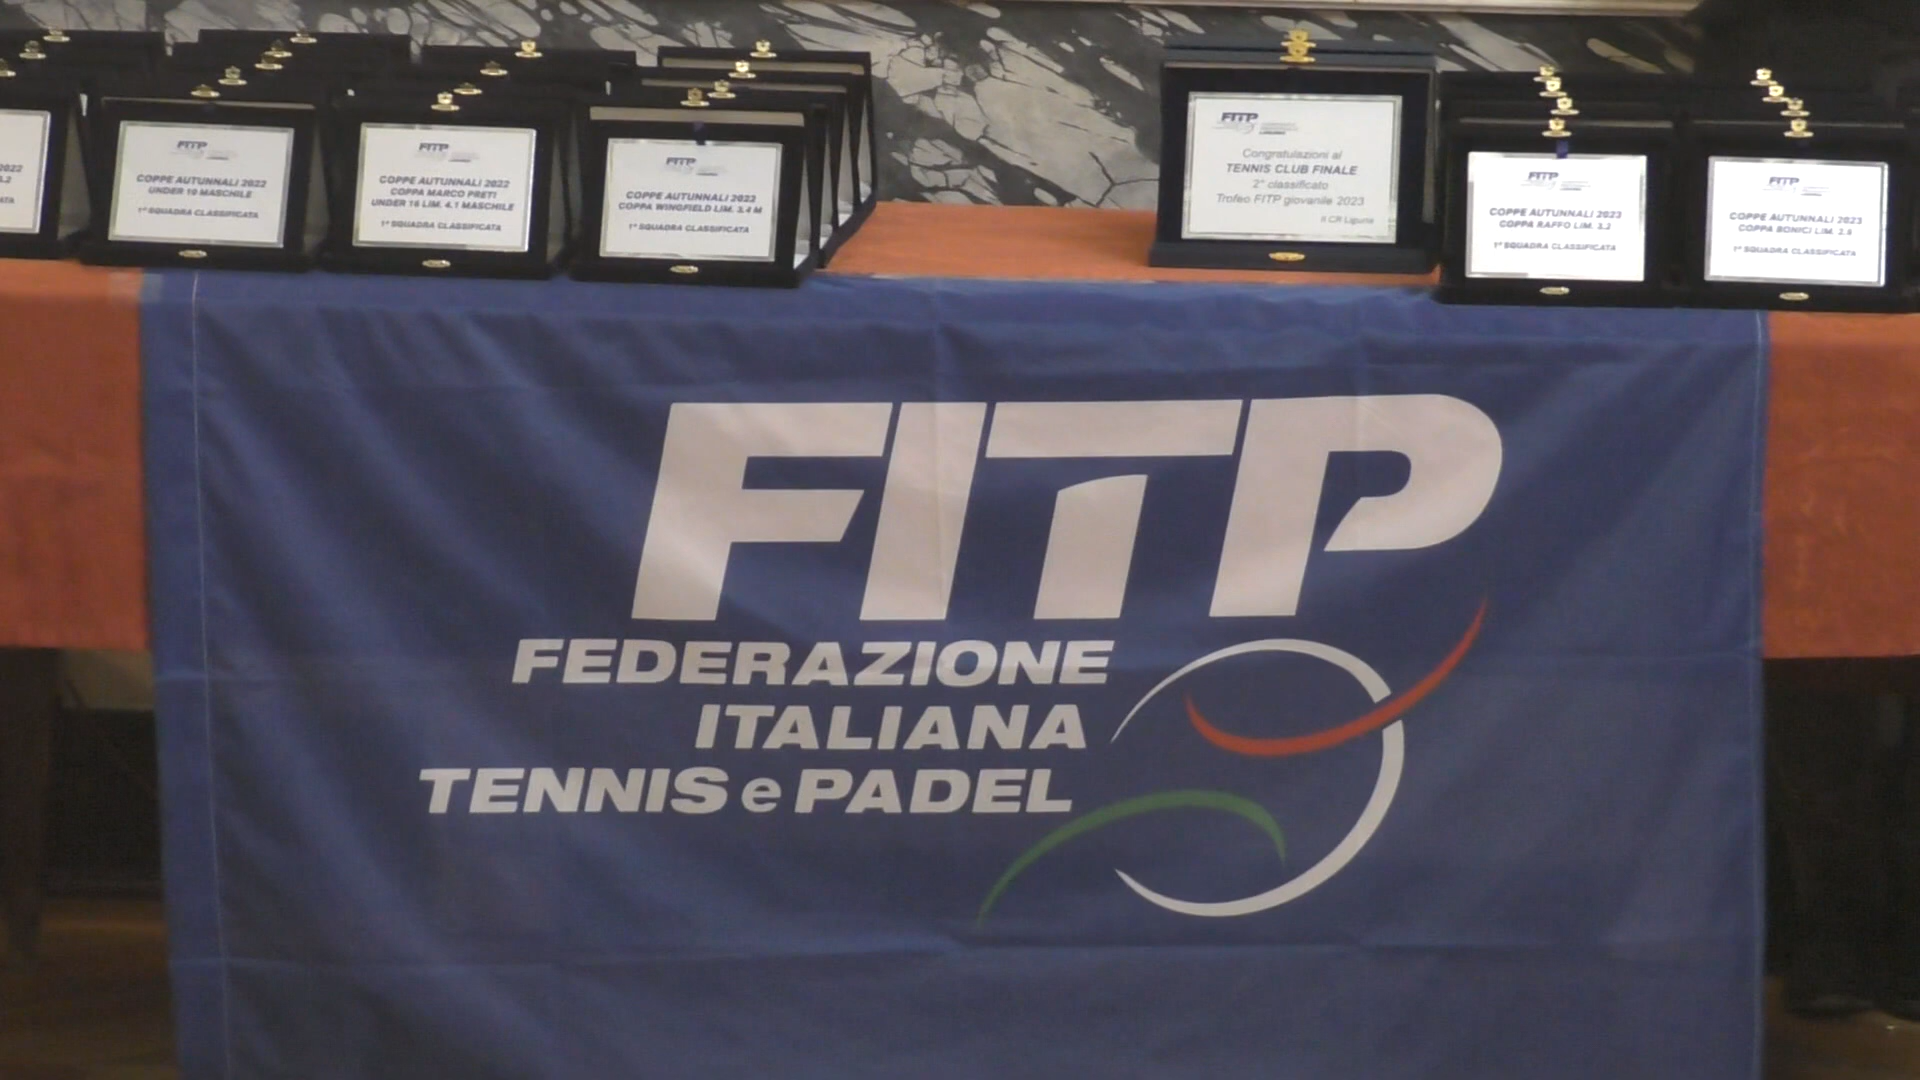 2022
FITP
COPPE AUTUNNALI 2022
UNDER 10 MASCHILE
1ª SQUADRA CLASSIFICATA
FITP
COPPE AUTUNNALI 2022
COPPA MARCO PRETI
UNDER 16 LIM. 4.1 MASCHILE
1ª SQUADRA CLASSIFICATA
FITP
COPPE AUTUNNALI 2022
COPPA WINGFIELD LIM. 3.4 M
1ª SQUADRA CLASSIFICATA
FITP
Congratulazioni al
TENNIS CLUB FINALE
2° classificato
Trofeo FITP giovanile 2023
Il CR Liguria
FITP
COPPE AUTUNNALI 2023
COPPA RAFFO LIM. 3.2
1ª SQUADRA CLASSIFICATA
FITP
COPPE AUTUNNALI 2023
COPPA BONICI LIM.
1ª SQUADRA CLASSIFICATA
FITP
FEDERAZIONE
ITALIANA
TENNIS e PADEL